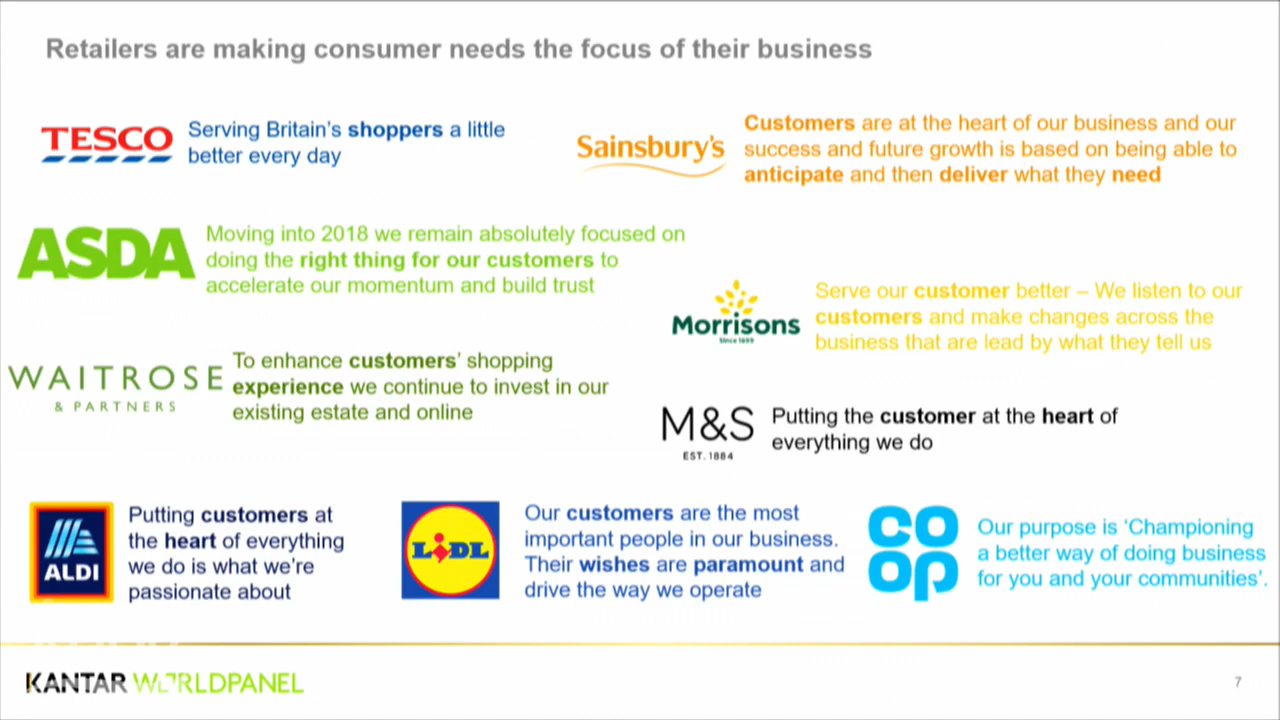 Retailers are making consumer needs the focus of their business
TESCO
Serving Britain's shoppers a little
better every day
Sainsbury's
Customers are at the heart of our business and our
success and future growth is based on being able to
anticipate and then deliver what they need
ASDA
Moving into 2018 we remain absolutely focused on
doing the right thing for our customers to
accelerate our momentum and build trust
Morrisons
Since 1899
Serve our customer better – We listen to our
customers and make changes across the
business that are lead by what they tell us
WAITROSE
& PARTNERS
To enhance customers' shopping
experience we continue to invest in our
existing estate and online
M&S
EST. 1884
Putting the customer at the heart of
everything we do
ALDI
Putting customers at
the heart of everything
we do is what we're
passionate about
LIDL
Our customers are the most
important people in our business.
Their wishes are paramount and
drive the way we operate
CO
OP
Our purpose is 'Championing
a better way of doing business
for you and your communities'.
KANTAR WORLDPANEL
7